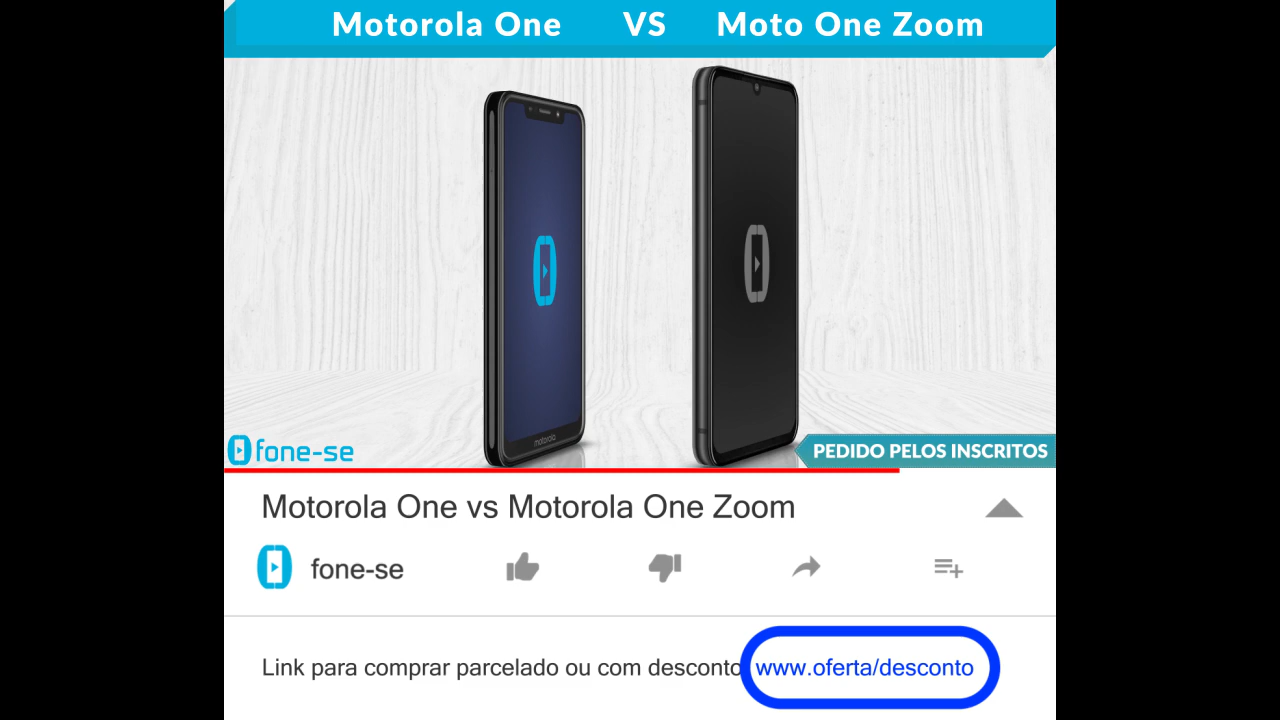 Motorola One VS Moto One Zoom
motorola
fone-se
PEDIDO PELOS INSCRITOS
Motorola One vs Motorola One Zoom
fone-se
Link para comprar parcelado ou com desconto www.oferta/desconto